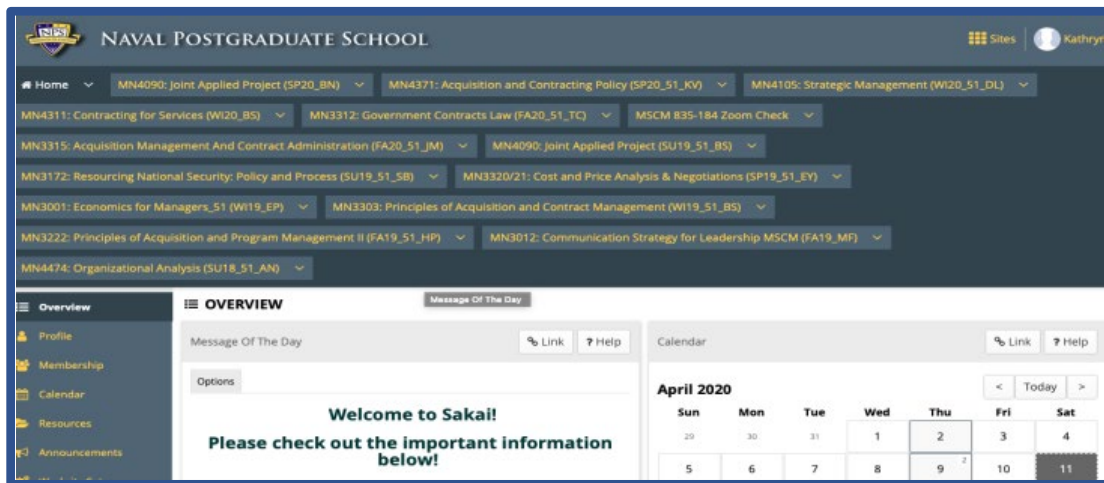 NPS
NAVAL POSTGRADUATE SCHOOL
Sites
Kathryn
Home
MN4090: Joint Applied Project (SP20_BN)
MN4371: Acquisition and Contracting Policy (SP20_51_KV)
MN4105: Strategic Management (WI20_51_DL)
MN4311: Contracting for Services (WI20_BS)
MN3312: Government Contracts Law (FA20_51_TC)
MSCM 835-184 Zoom Check
MN3315: Acquisition Management And Contract Administration (FA20_51_JM)
MN4090: Joint Applied Project (SU19_51_BS)
MN3172: Resourcing National Security: Policy and Process (SU19_51_SB)
MN3320/21: Cost and Price Analysis & Negotiations (SP19_51_EY)
MN3001: Economics for Managers_51 (WI19_EP)
MN3303: Principles of Acquisition and Contract Management (WI19_51_BS)
MN3222: Principles of Acquisition and Program Management II (FA19_51_HP)
MN3012: Communication Strategy for Leadership MSCM (FA19_MF)
MN4474: Organizational Analysis (SU18_51_AN)
Overview
Profile
Membership
Calendar
Resources
Announcements
OVERVIEW
Message Of The Day
Message Of The Day
Link
? Help
Options
Welcome to Sakai!
Please check out the important information
below!
Calendar
Link
? Help
April 2020
< Today >
Sun Mon Tue Wed Thu Fri Sat
29 30 31 1 2 3 4
5 6 7 8 9 2 10 11